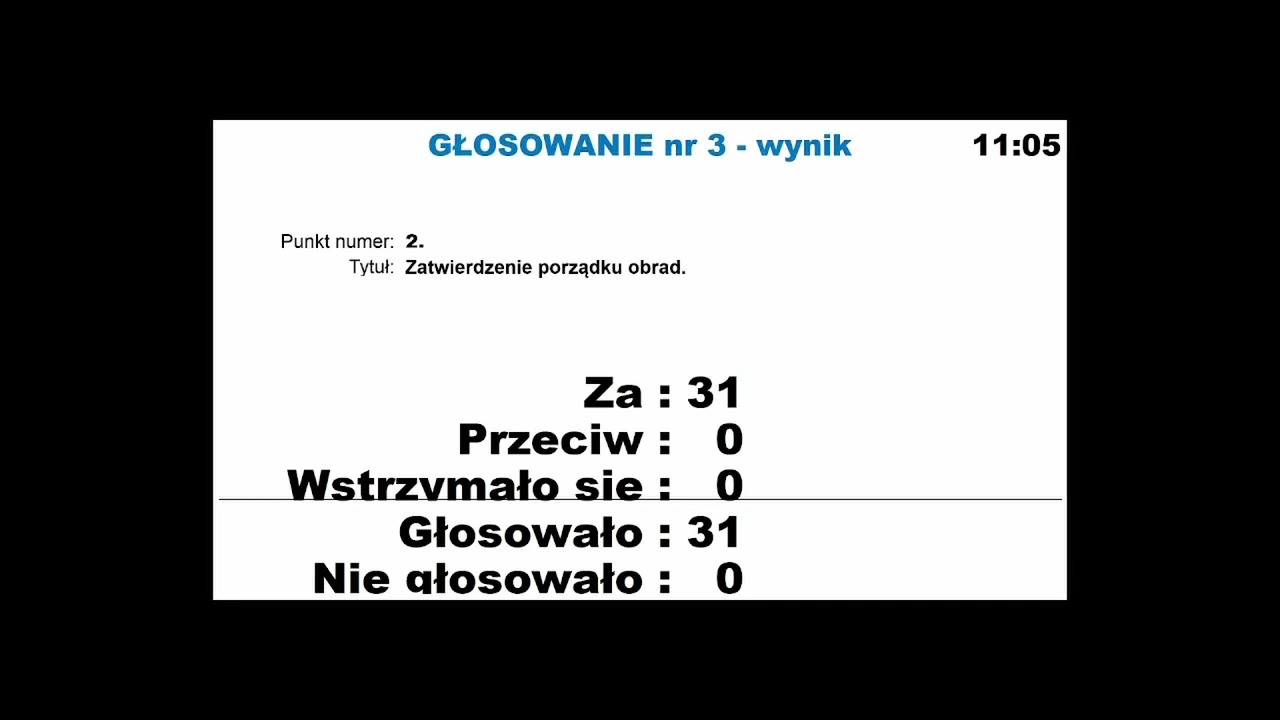 GŁOSOWANIE nr 3 - wynik 11:05
Punkt numer: 2.
Tytuł: Zatwierdzenie porządku obrad.
Za : 31
Przeciw : 0
Wstrzymało się : 0
Głosowało : 31
Nie głosowało : 0